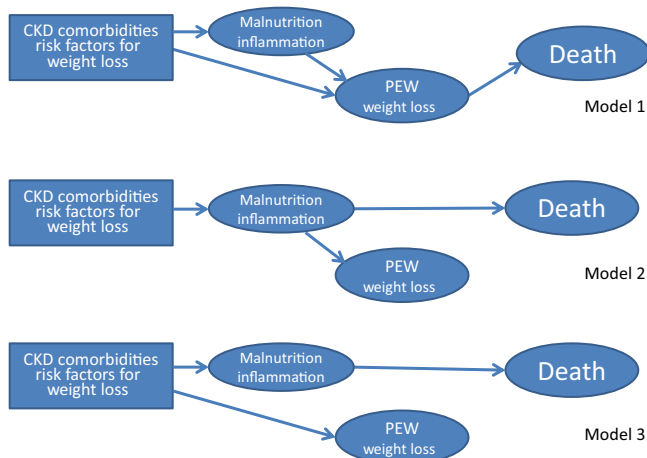 CKD comorbidities
risk factors for
weight loss
Malnutrition
inflammation
PEW
weight loss
Death
Model 1
CKD comorbidities
risk factors for
weight loss
Malnutrition
inflammation
PEW
weight loss
Death
Model 2
CKD comorbidities
risk factors for
weight loss
Malnutrition
inflammation
PEW
weight loss
Death
Model 3